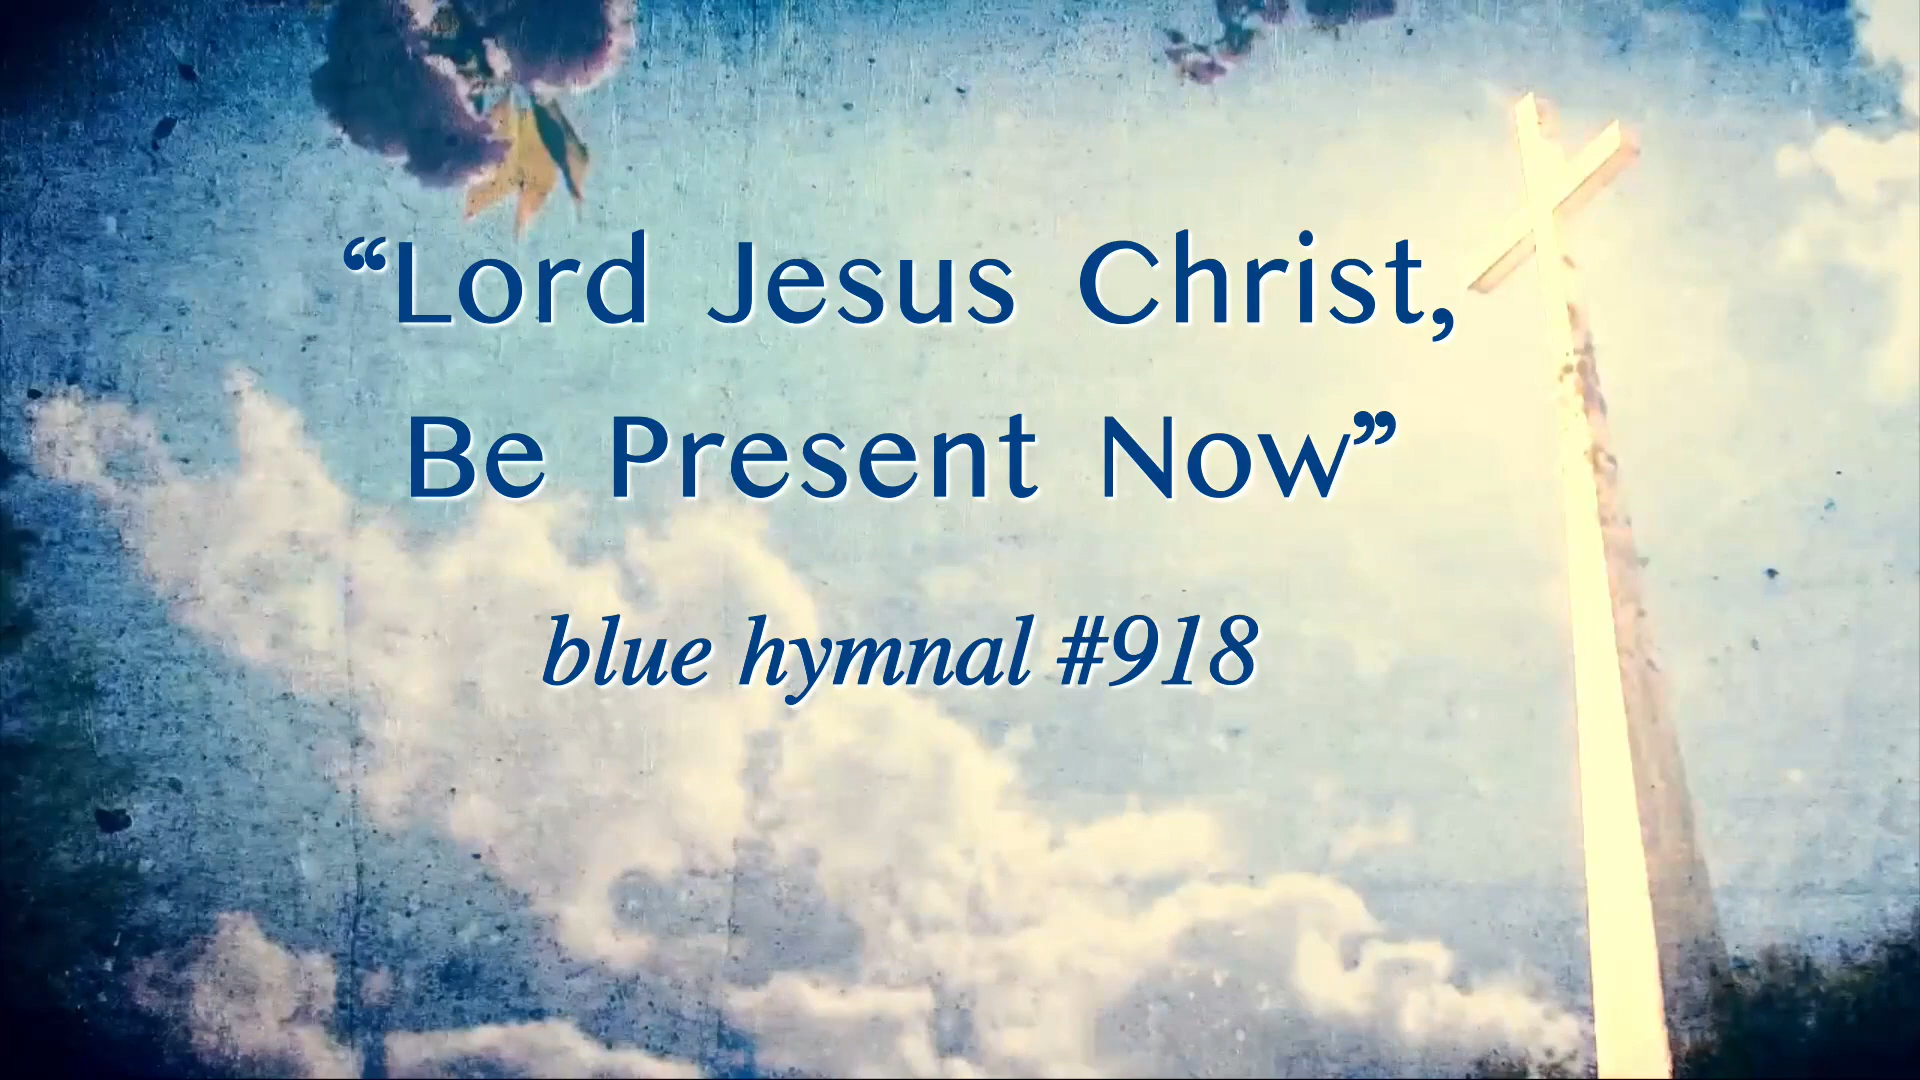 “Lord Jesus Christ,
Be Present Now”
blue hymnal #918